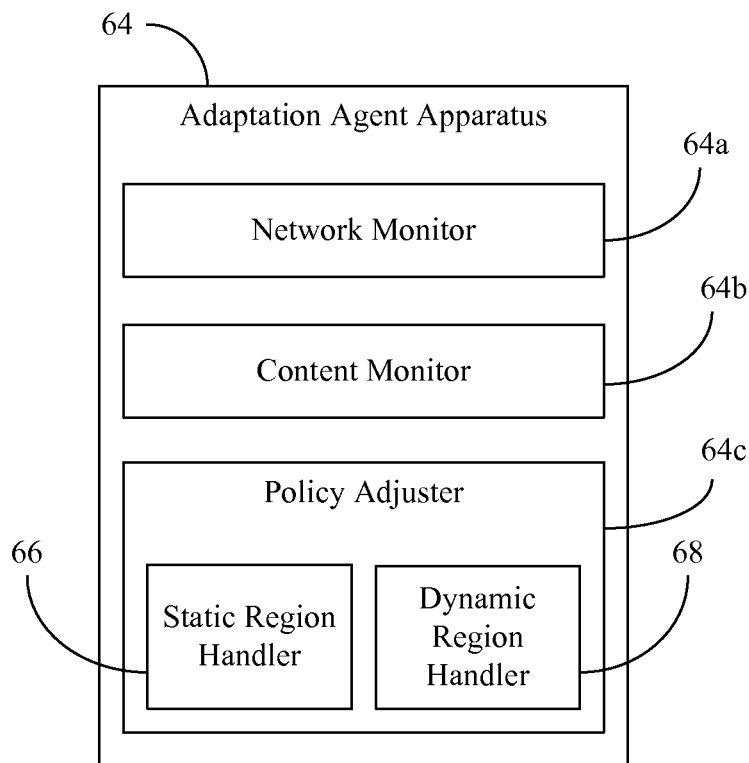 64
Adaptation Agent Apparatus
64a
Network Monitor
64b
Content Monitor
64c
Policy Adjuster
66
68
Static Region
Handler
Dynamic
Region
Handler